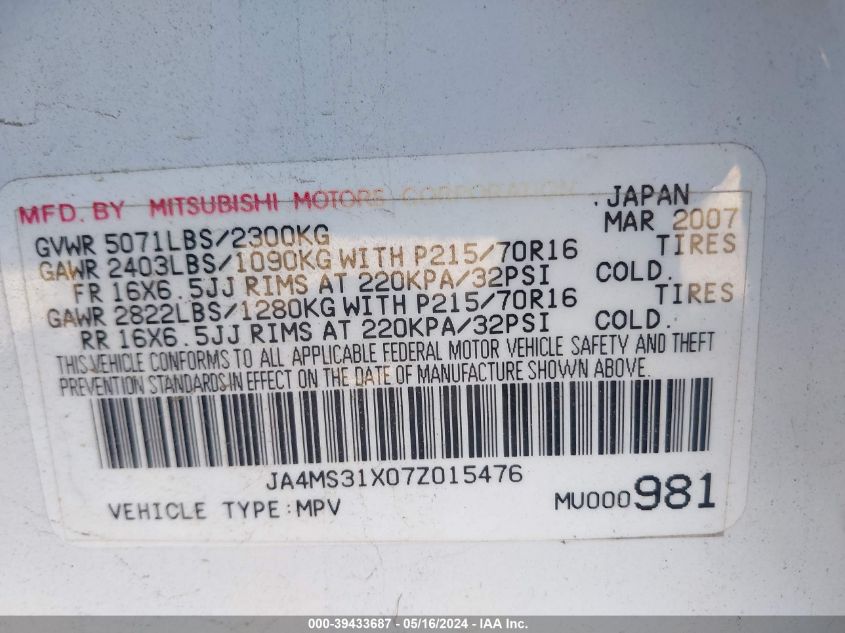 MFD. BY MITSUBISHI MOTORS CORPORATION . JAPAN
MAR 2007
GVWR 5071LBS/2300KG
GAWR 2403LBS/1090KG WITH P215/70R16 TIRES
FR 16X6.5JJ RIMS AT 220KPA/32PSI COLD.
GAWR 2822LBS/1280KG WITH P215/70R16 TIRES
RR 16X6.5JJ RIMS AT 220KPA/32PSI COLD.
THIS VEHICLE CONFORMS TO ALL APPLICABLE FEDERAL MOTOR VEHICLE SAFETY AND THEFT
PREVENTION STANDARDS IN EFFECT ON THE DATE OF MANUFACTURE SHOWN ABOVE.
JA4MS31X07Z015476
VEHICLE TYPE:MPV MU000981
000-39433687 - 05/16/2024 - IAA Inc.